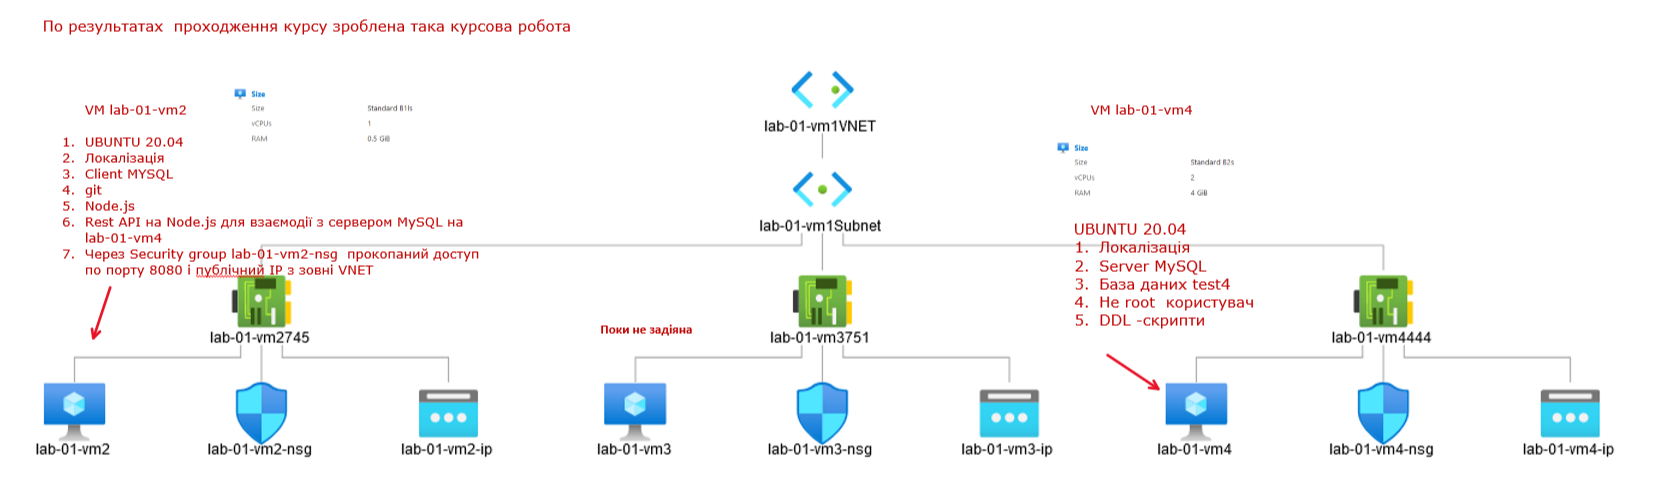 По результатах проходження курсу зроблена така курсова робота
VM lab-01-vm2
Size
Size Standard B1ls
vCPUs 1
RAM 0.5 GiB
1. UBUNTU 20.04
2. Локалізація
3. Client MYSQL
4. git
5. Node.js
6. Rest API на Node.js для взаємодії з сервером MySQL на
lab-01-vm4
7. Через Security group lab-01-vm2-nsg прокопаний доступ
по порту 8080 і публічний IP з зовні VNET
lab-01-vm1VNET
lab-01-vm1Subnet
VM lab-01-vm4
Size
Size Standard B2s
vCPUs 2
RAM 4 GiB
UBUNTU 20.04
1. Локалізація
2. Server MySQL
3. База даних test4
4. Не root користувач
5. DDL -скрипти
Поки не задіяна
lab-01-vm2745
lab-01-vm3751
lab-01-vm4444
lab-01-vm2
lab-01-vm2-nsg
lab-01-vm2-ip
lab-01-vm3
lab-01-vm3-nsg
lab-01-vm3-ip
lab-01-vm4
lab-01-vm4-nsg
lab-01-vm4-ip